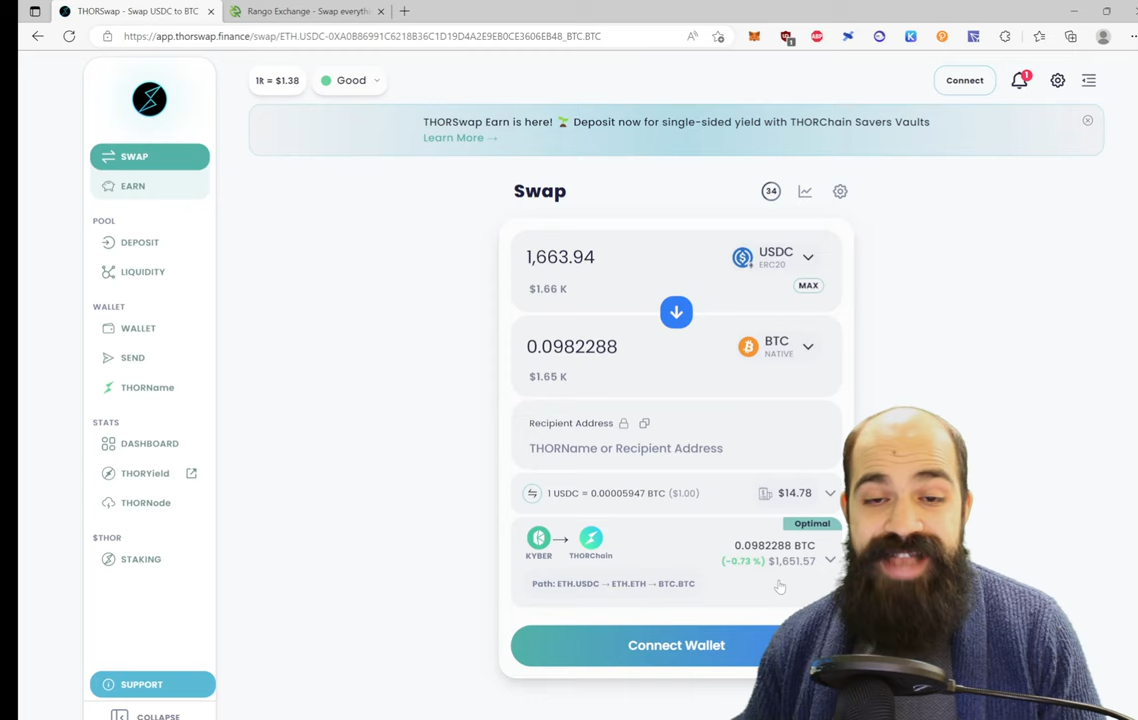 THORSwap - Swap USDC to BTC
Rango Exchange - Swap everythi
https://app.thorswap.finance/swap/ETH.USDC-0XA0B86991C6218B36C1D19D4A2E9EB0CE3606EB48_BTC.BTC
1ᚱ = $1.38
Good
Connect
1
THORSwap Earn is here! 🌱 Deposit now for single-sided yield with THORChain Savers Vaults
Learn More →
SWAP
EARN
POOL
DEPOSIT
LIQUIDITY
WALLET
WALLET
SEND
THORName
STATS
DASHBOARD
THORYield
THORNode
$THOR
STAKING
SUPPORT
COLLAPSE
Swap
34
1,663.94
USDC
ERC20
$1.66 K
MAX
0.0982288
BTC
NATIVE
$1.65 K
Recipient Address
THORName or Recipient Address
1 USDC = 0.00005947 BTC ($1.00)
$14.78
Optimal
KYBER
THORChain
0.0982288 BTC
(-0.73 %) $1,651.57
Path: ETH.USDC → ETH.ETH → BTC.BTC
Connect Wallet